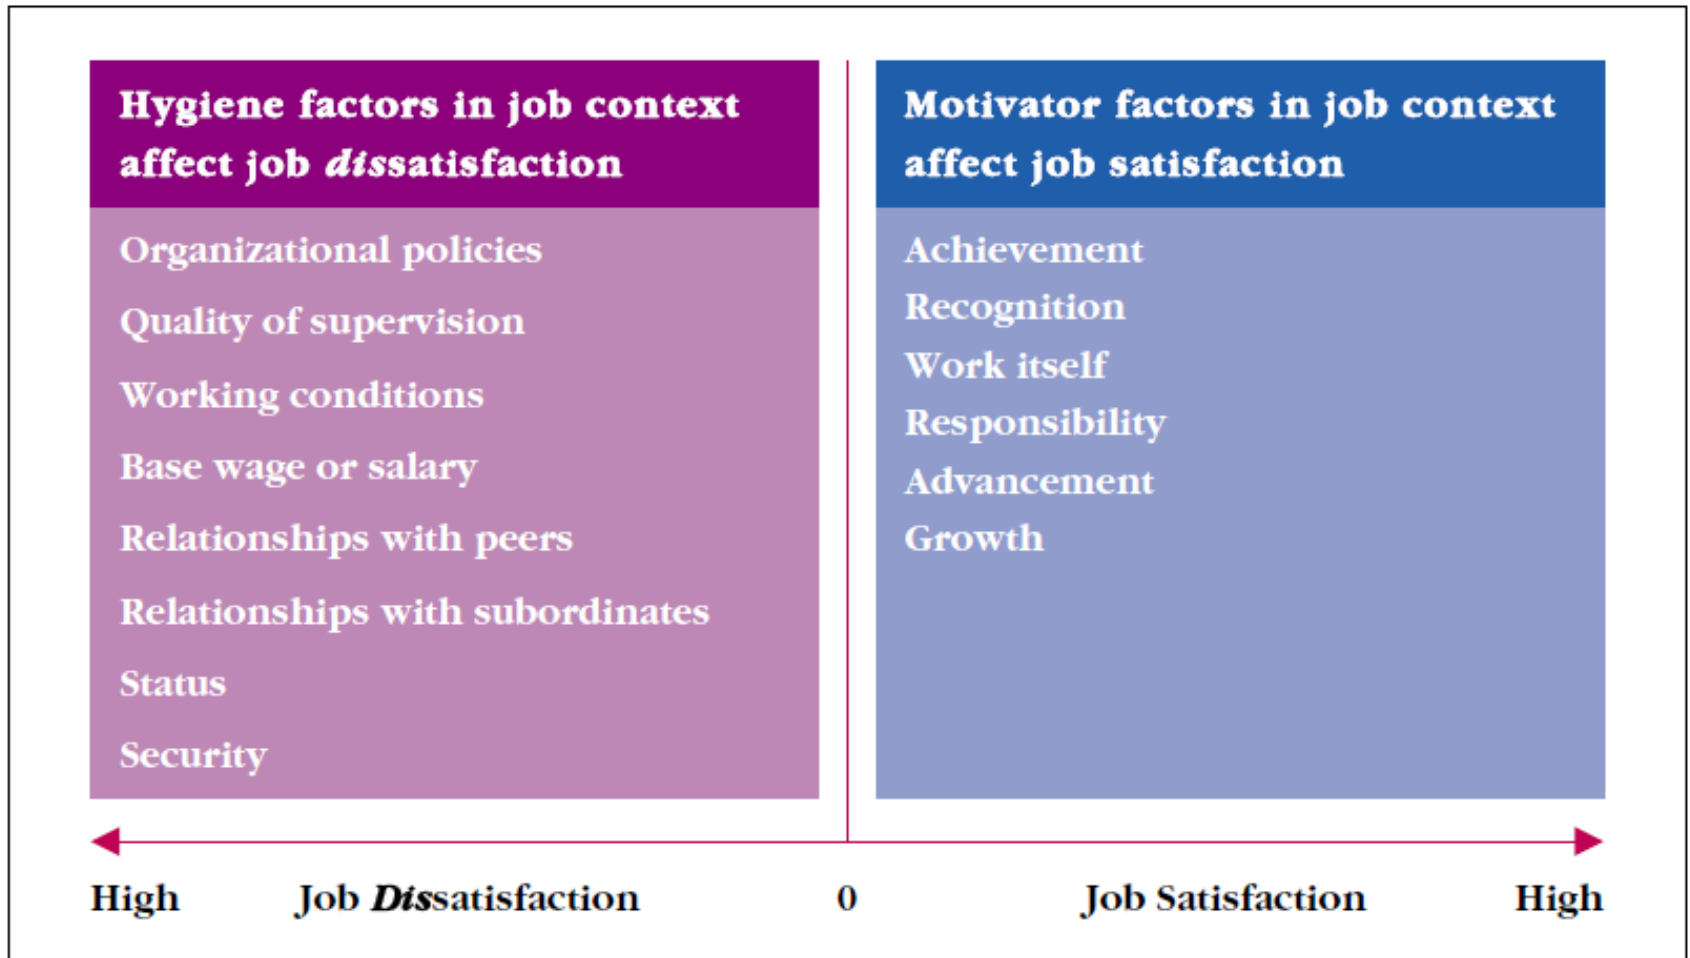 Hygiene factors in job context
affect job dissatisfaction
Organizational policies
Quality of supervision
Working conditions
Base wage or salary
Relationships with peers
Relationships with subordinates
Status
Security
Motivator factors in job context
affect job satisfaction
Achievement
Recognition
Work itself
Responsibility
Advancement
Growth
High Job Dissatisfaction 0 Job Satisfaction High